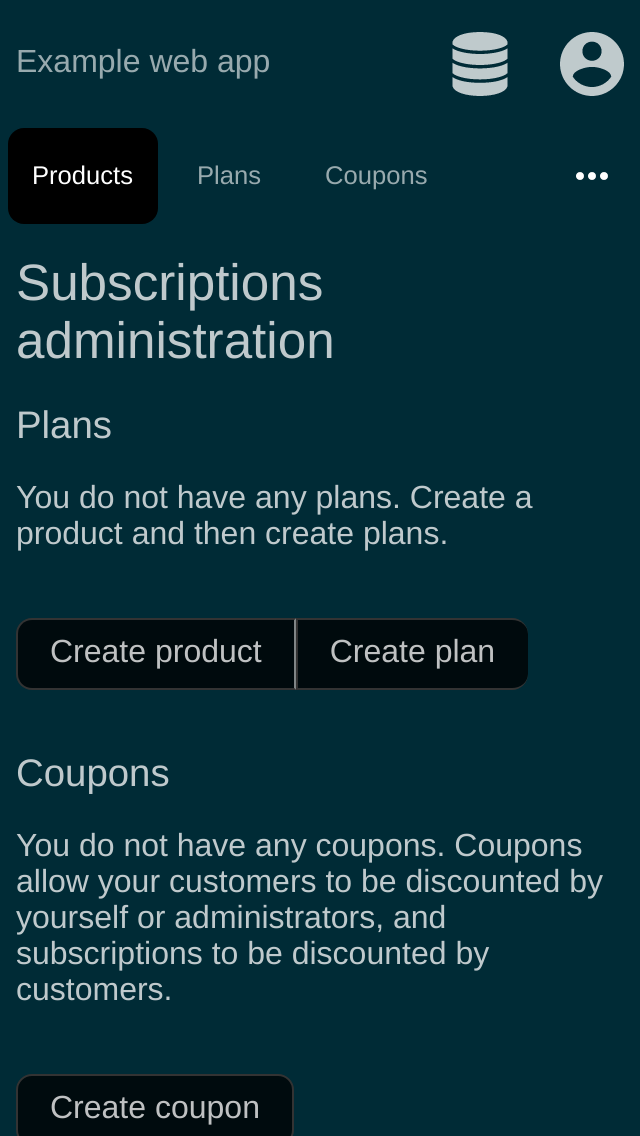 Example web app
Products
Plans
Coupons
Subscriptions
administration
Plans
You do not have any plans. Create a
product and then create plans.
Create product
Create plan
Coupons
You do not have any coupons. Coupons
allow your customers to be discounted by
yourself or administrators, and
subscriptions to be discounted by
customers.
Create coupon